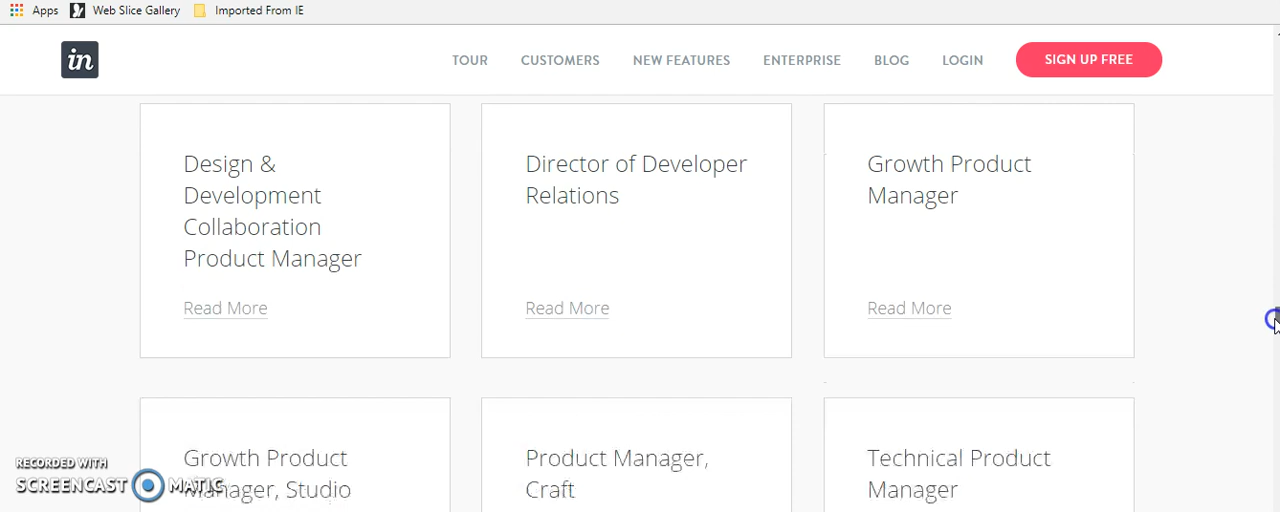 Apps Web Slice Gallery Imported From IE
in TOUR CUSTOMERS NEW FEATURES ENTERPRISE BLOG LOGIN SIGN UP FREE
Design &
Development
Collaboration
Product Manager
Read More
Director of Developer
Relations
Read More
Growth Product
Manager
Read More
Growth Product
Manager, Studio
Product Manager,
Craft
Technical Product
Manager
RECORDED WITH
SCREENCAST MATIC